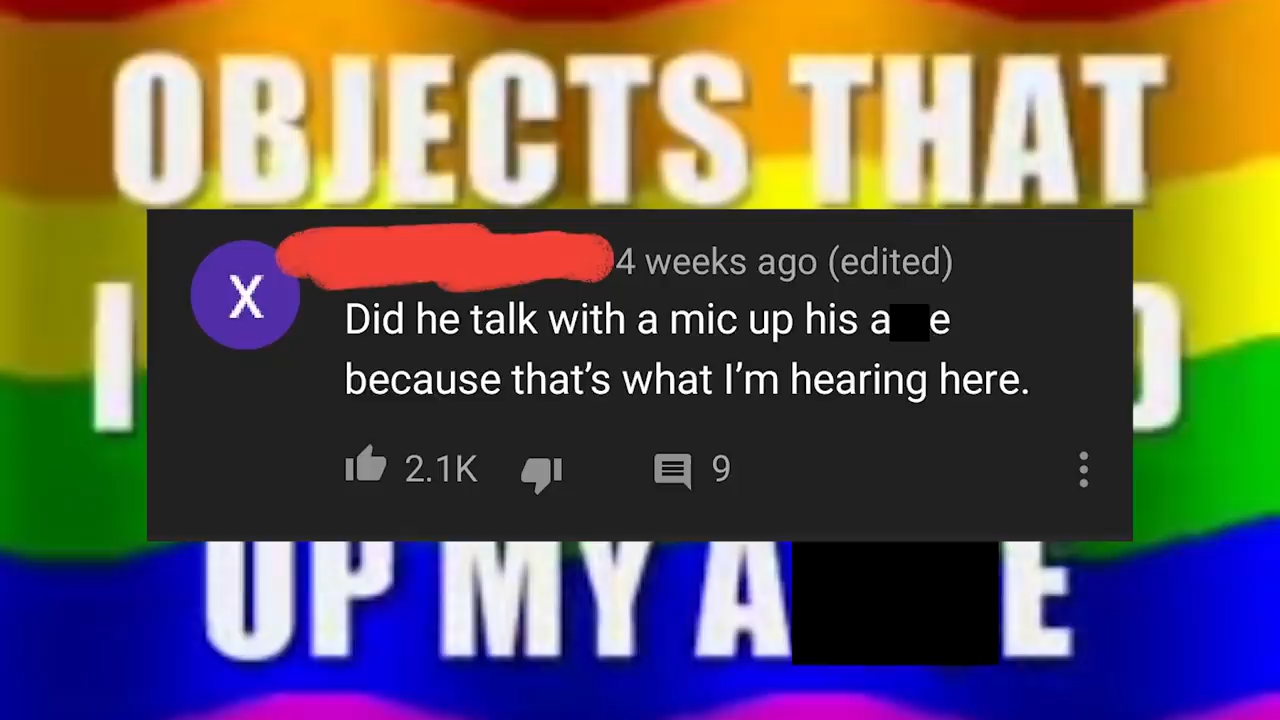 OBJECTS THAT
I
X
4 weeks ago (edited)
Did he talk with a mic up his a e
because that's what I'm hearing here.
2.1K 9
UP MY A E